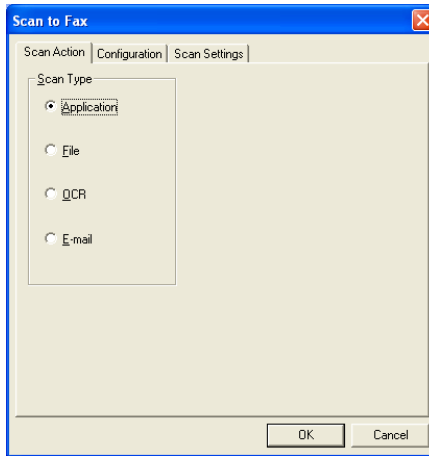 Scan to Fax
Scan Action Configuration Scan Settings
Scan Type
Application
File
OCR
E-mail
OK Cancel